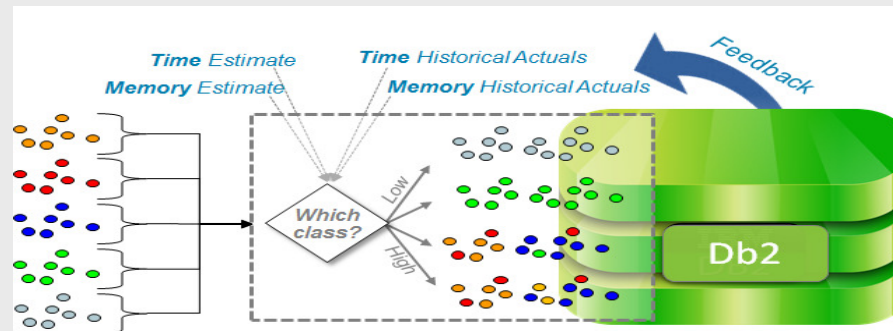 Time Estimate
Memory Estimate
Time Historical Actuals
Memory Historical Actuals
Feedback
Which
class?
Low
High
Db2